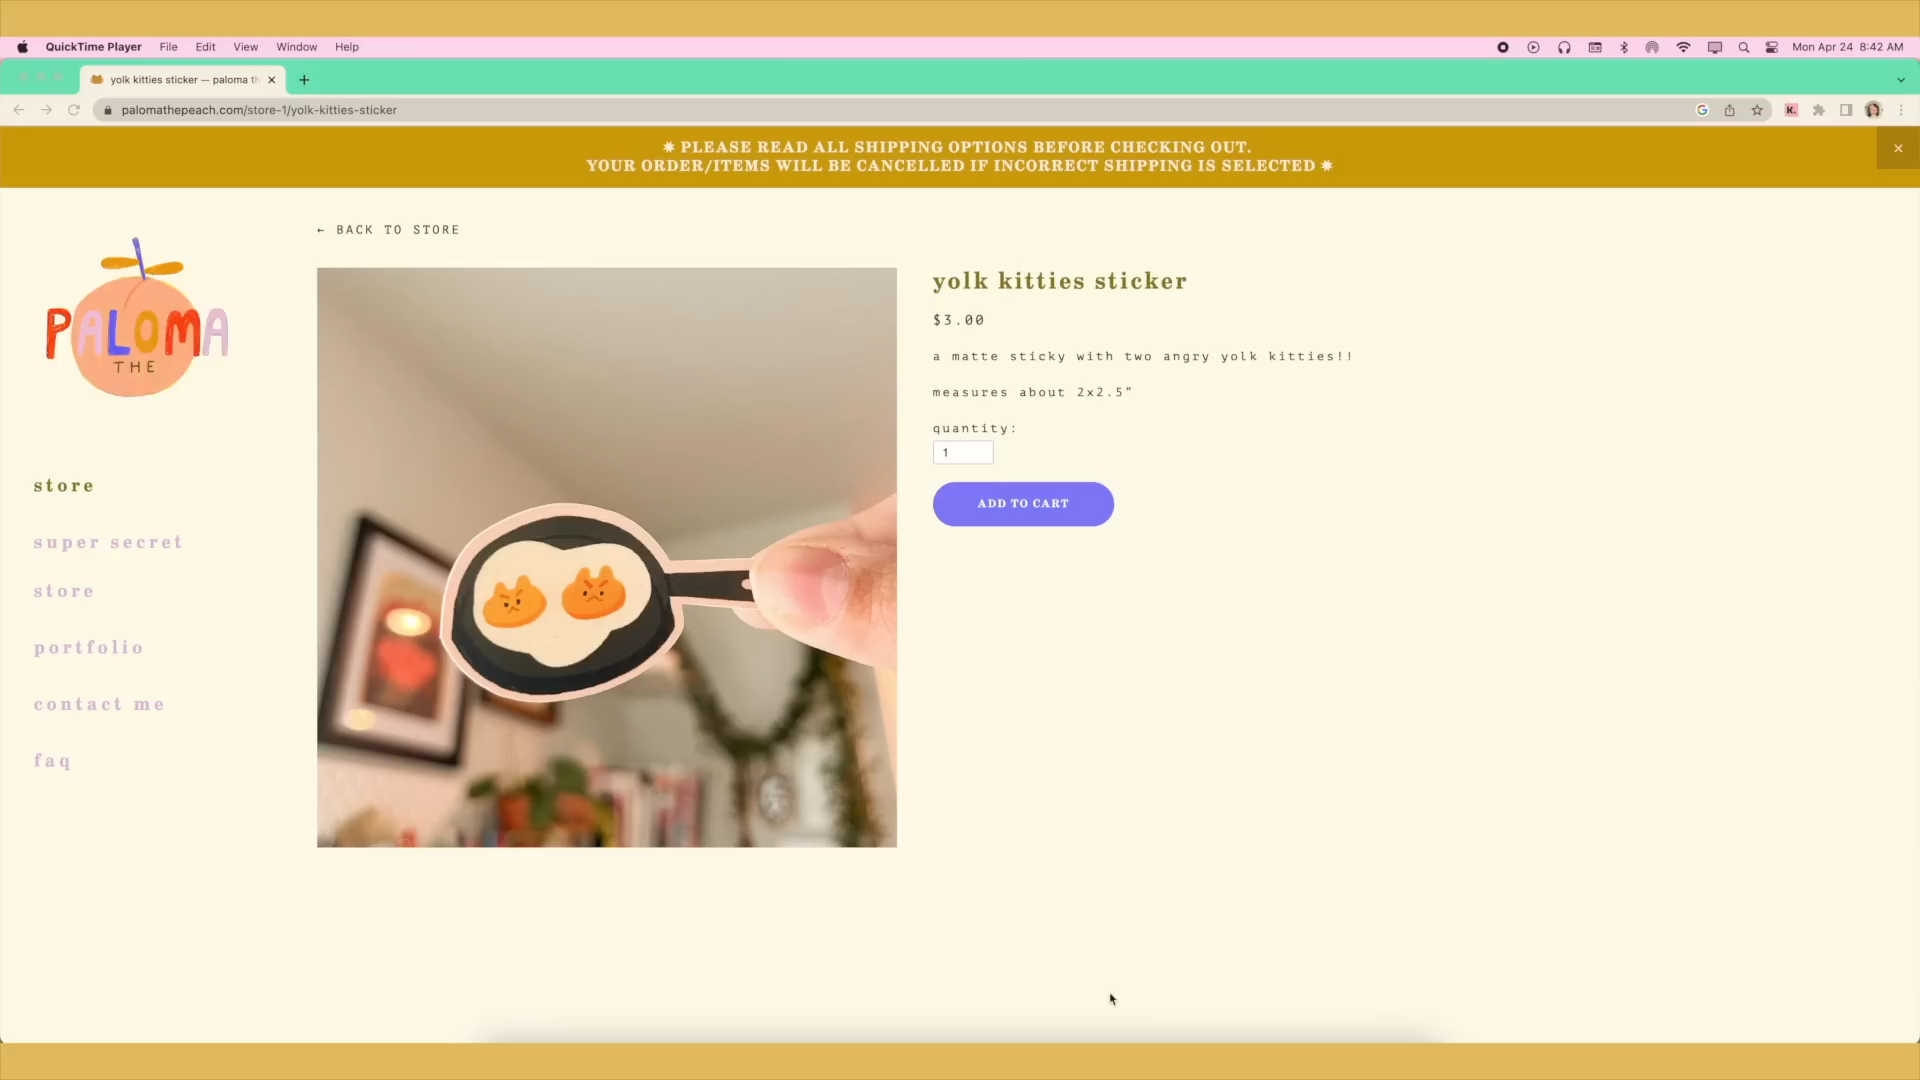 QuickTime Player File Edit View Window Help Mon Apr 24 8:42 AM
yolk kitties sticker — paloma th
palomathepeach.com/store-1/yolk-kitties-sticker
K.
✷ PLEASE READ ALL SHIPPING OPTIONS BEFORE CHECKING OUT.
YOUR ORDER/ITEMS WILL BE CANCELLED IF INCORRECT SHIPPING IS SELECTED ✷
PALOMA
THE
← BACK TO STORE
yolk kitties sticker
$3.00
a matte sticky with two angry yolk kitties!!
measures about 2x2.5"
quantity:
1
ADD TO CART
store
super secret
store
portfolio
contact me
faq